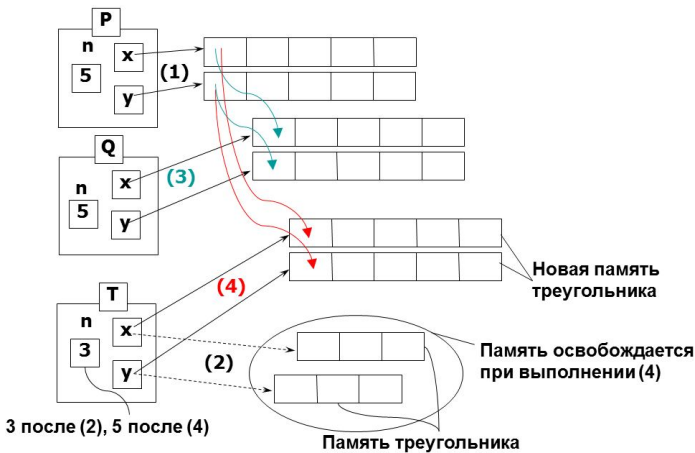 P
n
x
5
(1)
y
Q
n
x
(3)
5
y
T
n
x
(4)
3
y
(2)
Новая память
треугольника
Память освобождается
при выполнении (4)
3 после (2), 5 после (4)
Память треугольника